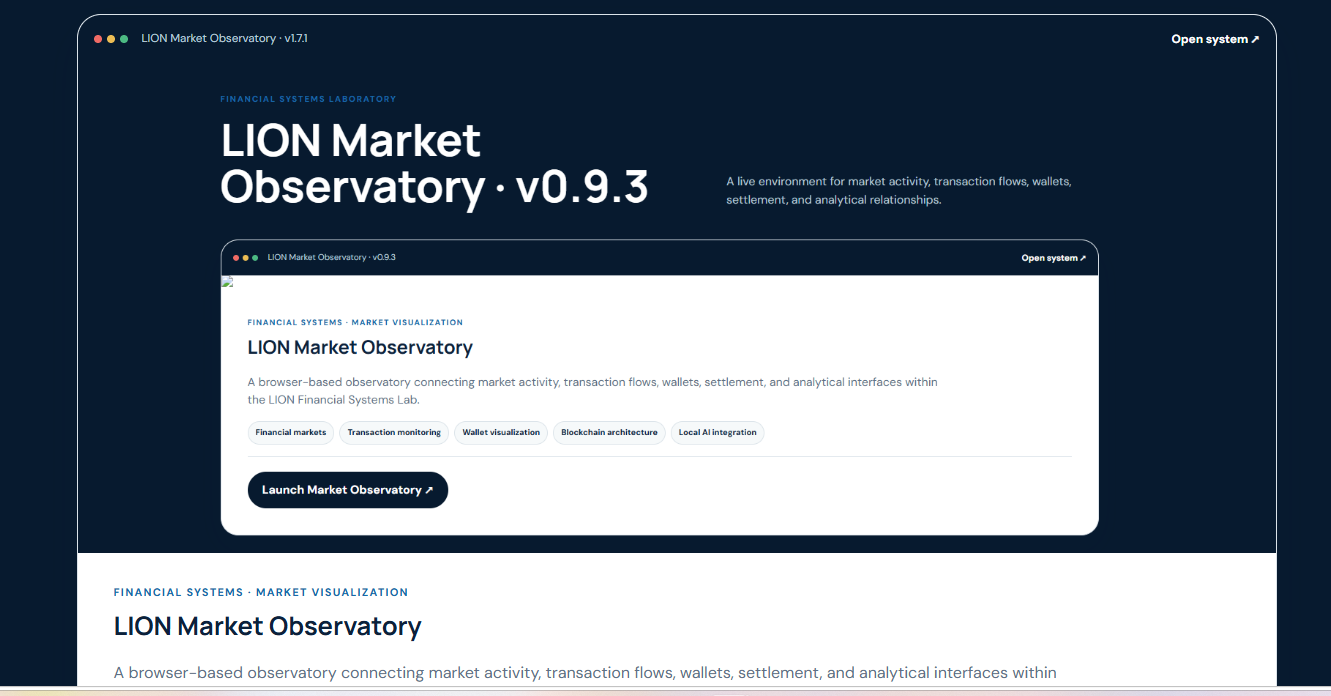 LION Market Observatory · v1.7.1
Open system ↗
FINANCIAL SYSTEMS LABORATORY
LION Market
Observatory · v0.9.3
A live environment for market activity, transaction flows, wallets,
settlement, and analytical relationships.
LION Market Observatory · v0.9.3
Open system ↗
FINANCIAL SYSTEMS · MARKET VISUALIZATION
LION Market Observatory
A browser-based observatory connecting market activity, transaction flows, wallets, settlement, and analytical interfaces within
the LION Financial Systems Lab.
Financial markets
Transaction monitoring
Wallet visualization
Blockchain architecture
Local AI integration
Launch Market Observatory ↗
FINANCIAL SYSTEMS · MARKET VISUALIZATION
LION Market Observatory
A browser-based observatory connecting market activity, transaction flows, wallets, settlement, and analytical interfaces within